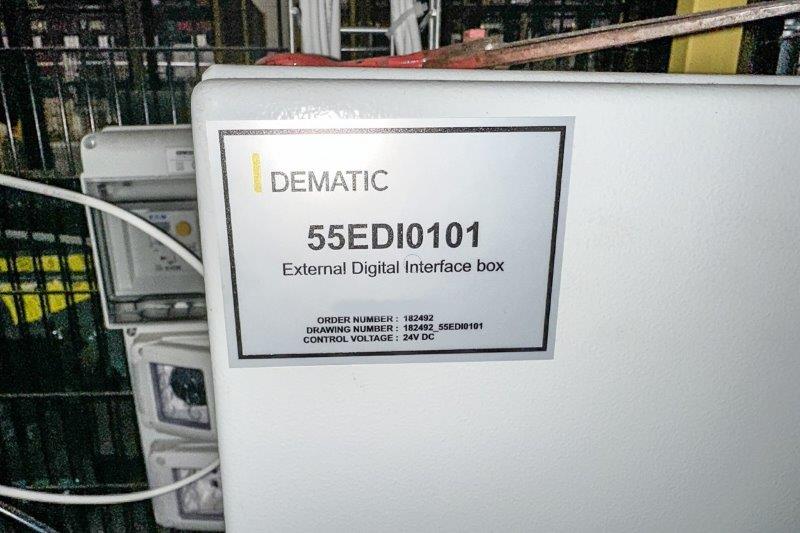 DEMATIC
55EDI0101
External Digital Interface box
ORDER NUMBER : 182492
DRAWING NUMBER : 182492_55EDI0101
CONTROL VOLTAGE : 24V DC